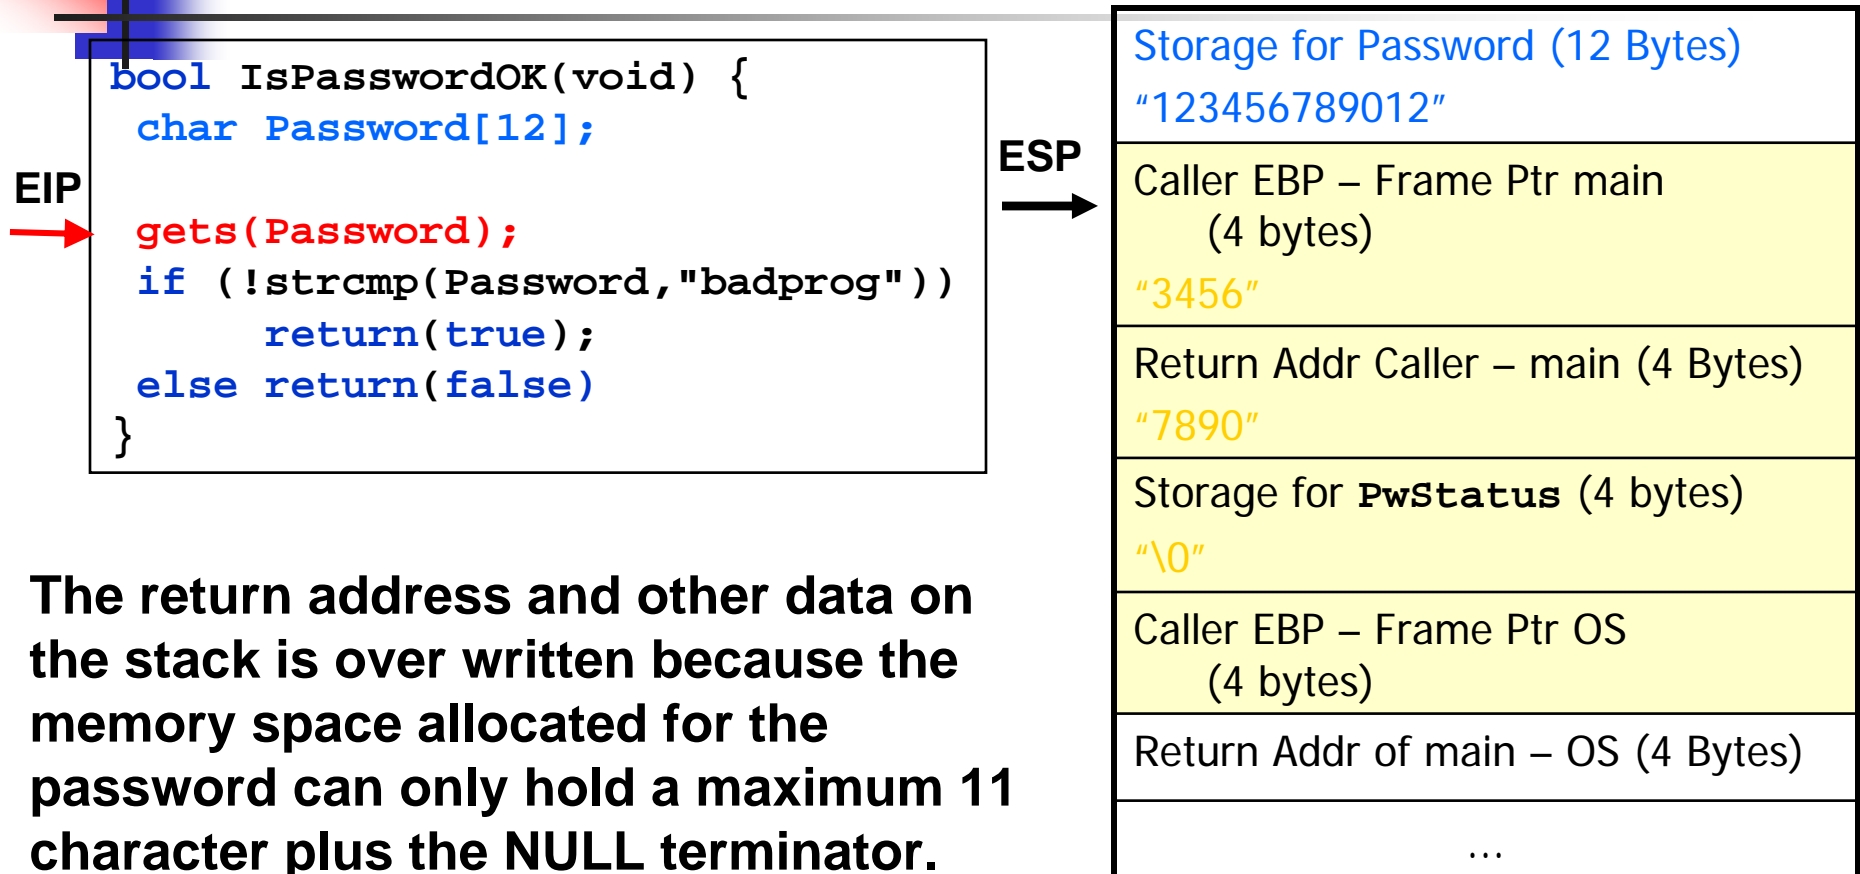 bool IsPasswordOK(void) {
char Password[12];
gets(Password);
if (!strcmp(Password,"badprog"))
return(true);
else return(false)
}
EIP
ESP
The return address and other data on
the stack is over written because the
memory space allocated for the
password can only hold a maximum 11
character plus the NULL terminator.
Storage for Password (12 Bytes)
“123456789012”
Caller EBP – Frame Ptr main
(4 bytes)
“3456”
Return Addr Caller – main (4 Bytes)
“7890”
Storage for PwStatus (4 bytes)
“\0”
Caller EBP – Frame Ptr OS
(4 bytes)
Return Addr of main – OS (4 Bytes)
…